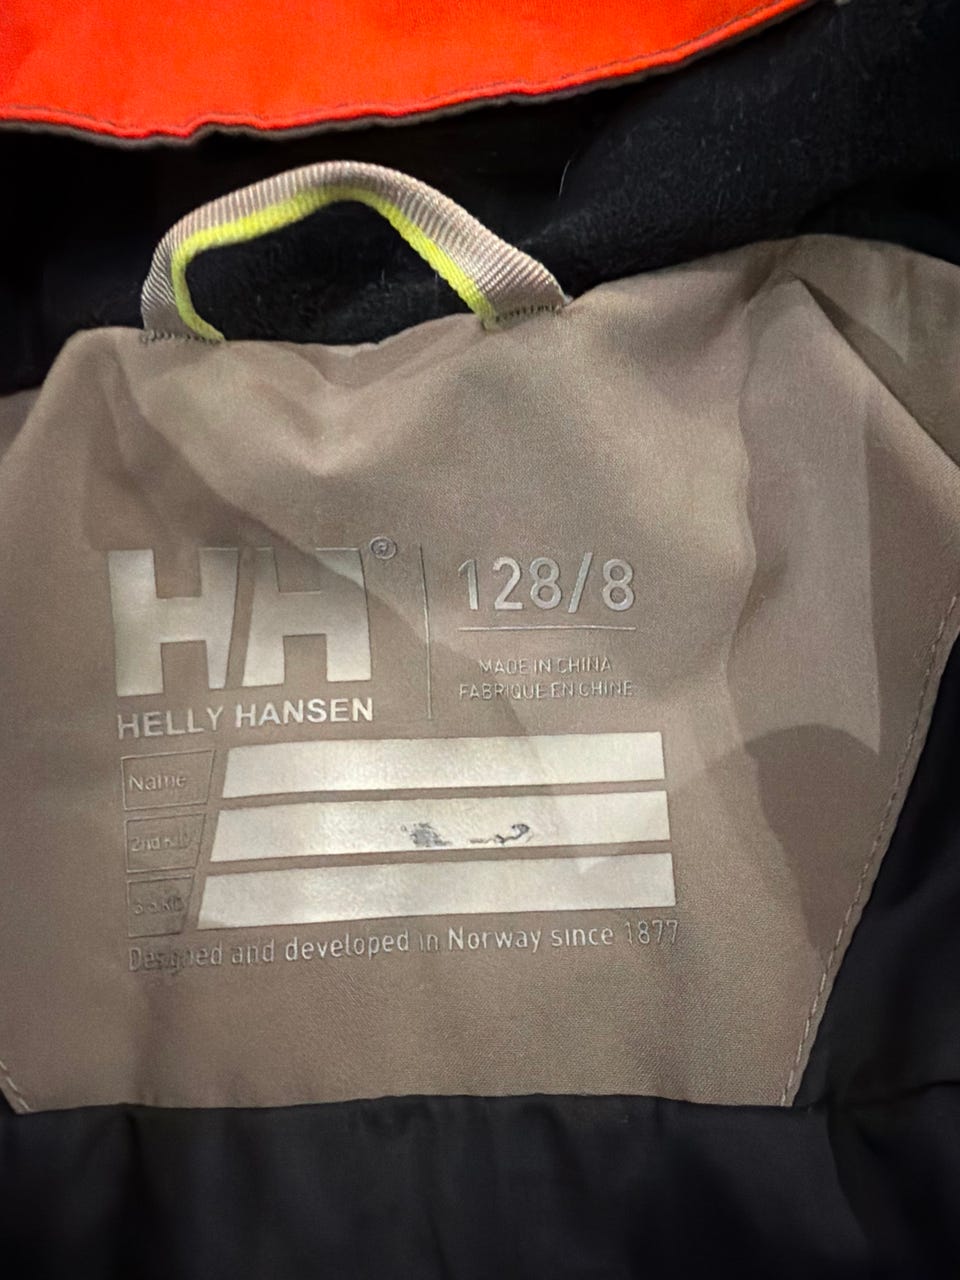 HH®
128/8
MADE IN CHINA
FABRIQUE EN CHINE
HELLY HANSEN
Name
2nd
Designed and developed in Norway since 1877